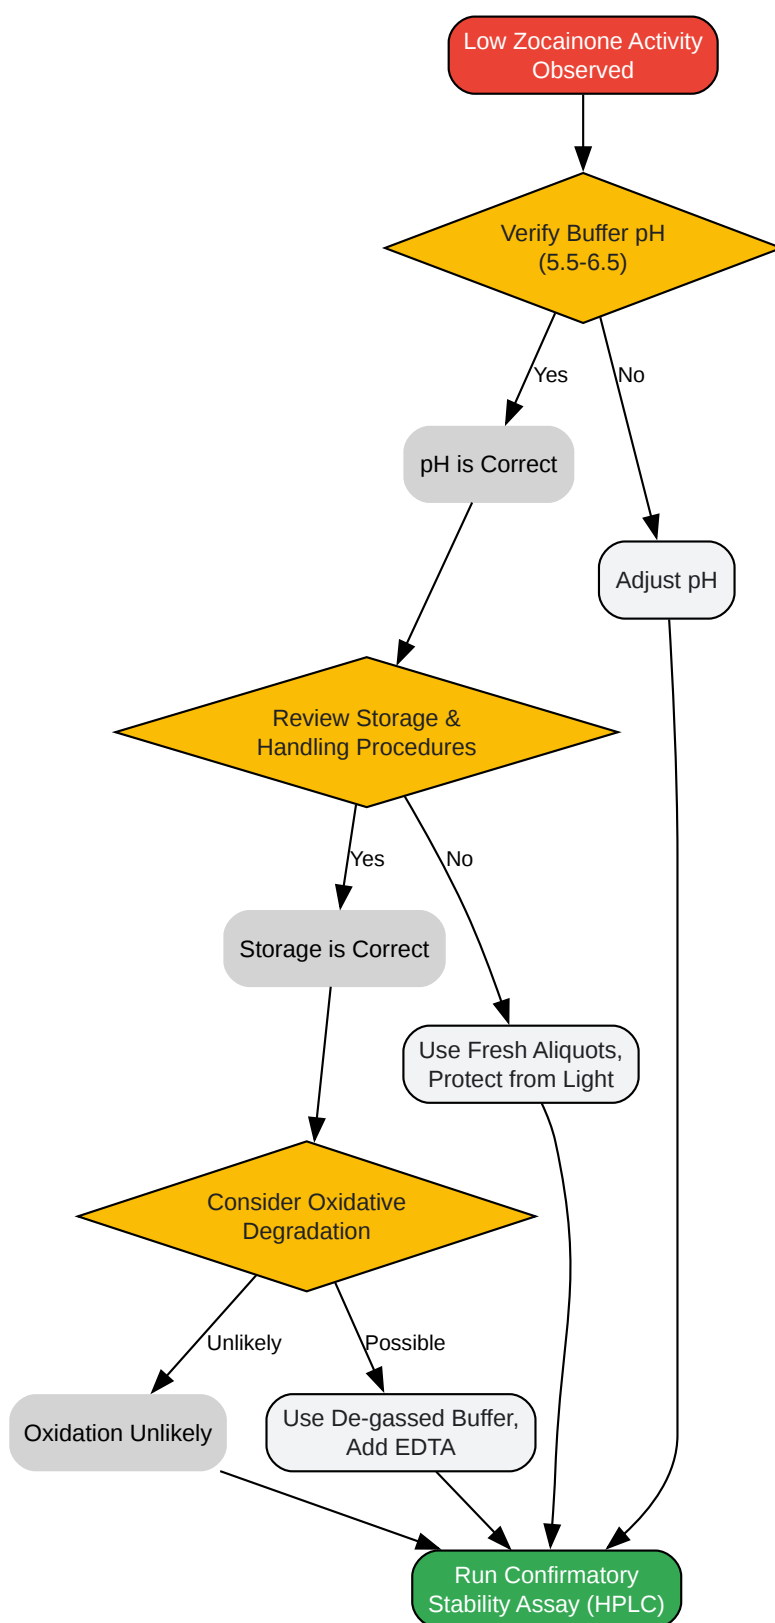 Low Zocainone Activity
Observed
Verify Buffer pH
(5.5-6.5)
Yes
No
pH is Correct
Adjust pH
Review Storage &
Handling Procedures
Yes
No
Storage is Correct
Use Fresh Aliquots,
Protect from Light
Consider Oxidative
Degradation
Unlikely
Possible
Oxidation Unlikely
Use De-gassed Buffer,
Add EDTA
Run Confirmatory
Stability Assay (HPLC)